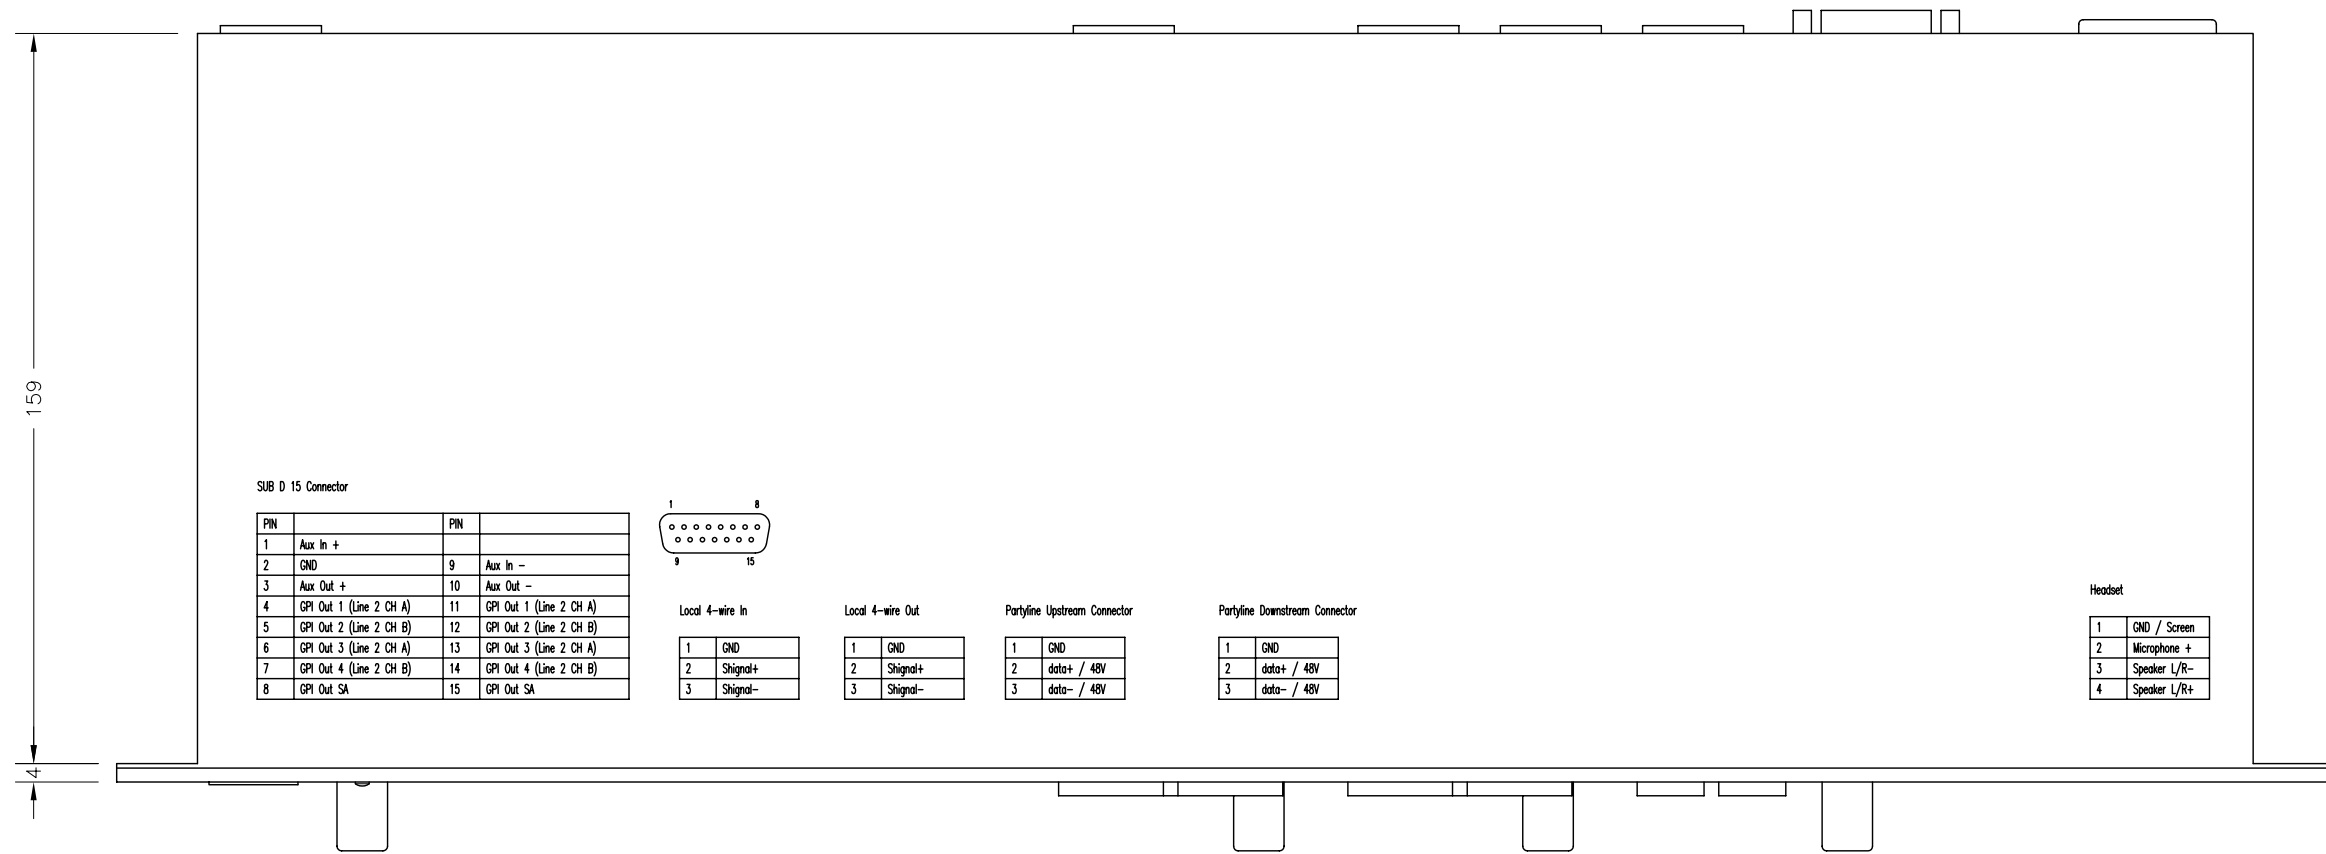 159
4
SUB D 15 Connector
PIN PIN
1 Aux In +
2 GND 9 Aux In -
3 Aux Out + 10 Aux Out -
4 GPI Out 1 (Line 2 CH A) 11 GPI Out 1 (Line 2 CH A)
5 GPI Out 2 (Line 2 CH B) 12 GPI Out 2 (Line 2 CH B)
6 GPI Out 3 (Line 2 CH A) 13 GPI Out 3 (Line 2 CH A)
7 GPI Out 4 (Line 2 CH B) 14 GPI Out 4 (Line 2 CH B)
8 GPI Out SA 15 GPI Out SA
1 8
9 15
Local 4-wire In
1 GND
2 Shignal+
3 Shignal-
Local 4-wire Out
1 GND
2 Shignal+
3 Shignal-
Partyline Upstream Connector
1 GND
2 data+ / 48V
3 data- / 48V
Partyline Downstream Connector
1 GND
2 data+ / 48V
3 data- / 48V
Headset
1 GND / Screen
2 Microphone +
3 Speaker L/R-
4 Speaker L/R+